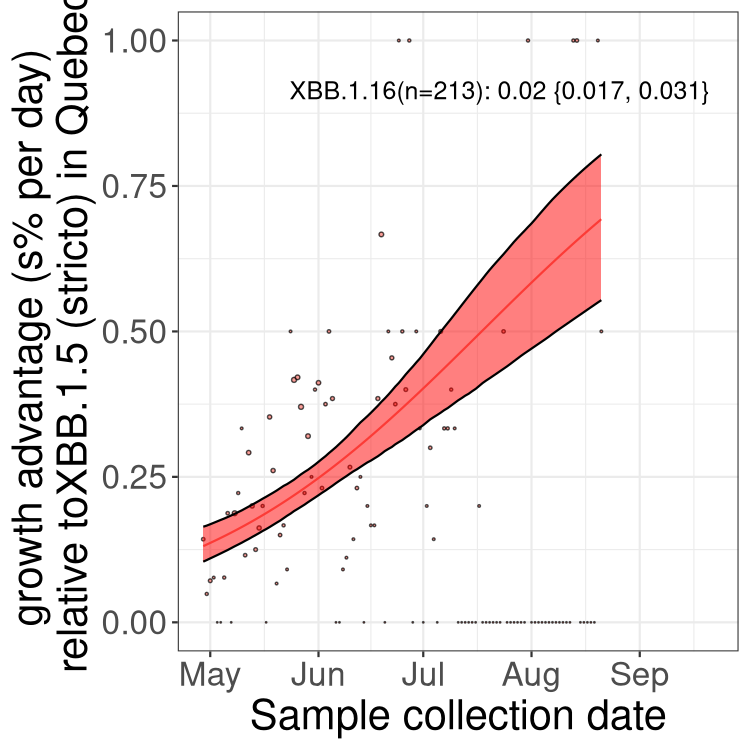 growth advantage (s% per day)
relative toXBB.1.5 (stricto) in Quebec
1.00
XBB.1.16(n=213): 0.02 {0.017, 0.031}
0.75
0.50
0.25
0.00
May Jun Jul Aug Sep
Sample collection date